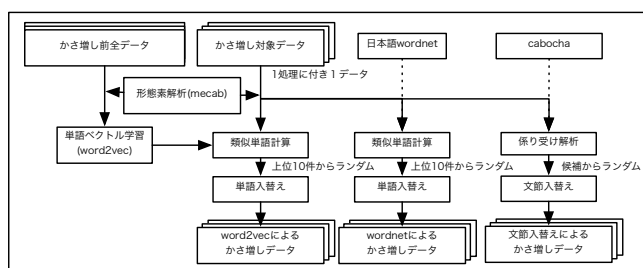 かさ増し前全データ
かさ増し対象データ
日本語wordnet
cabocha
1処理に付き１データ
形態素解析(mecab)
単語ベクトル学習
(word2vec)
類似単語計算
類似単語計算
係り受け解析
上位10件からランダム
上位10件からランダム
候補からランダム
単語入替え
単語入替え
文節入替え
word2vecによる
かさ増しデータ
wordnetによる
かさ増しデータ
文節入替えによる
かさ増しデータ